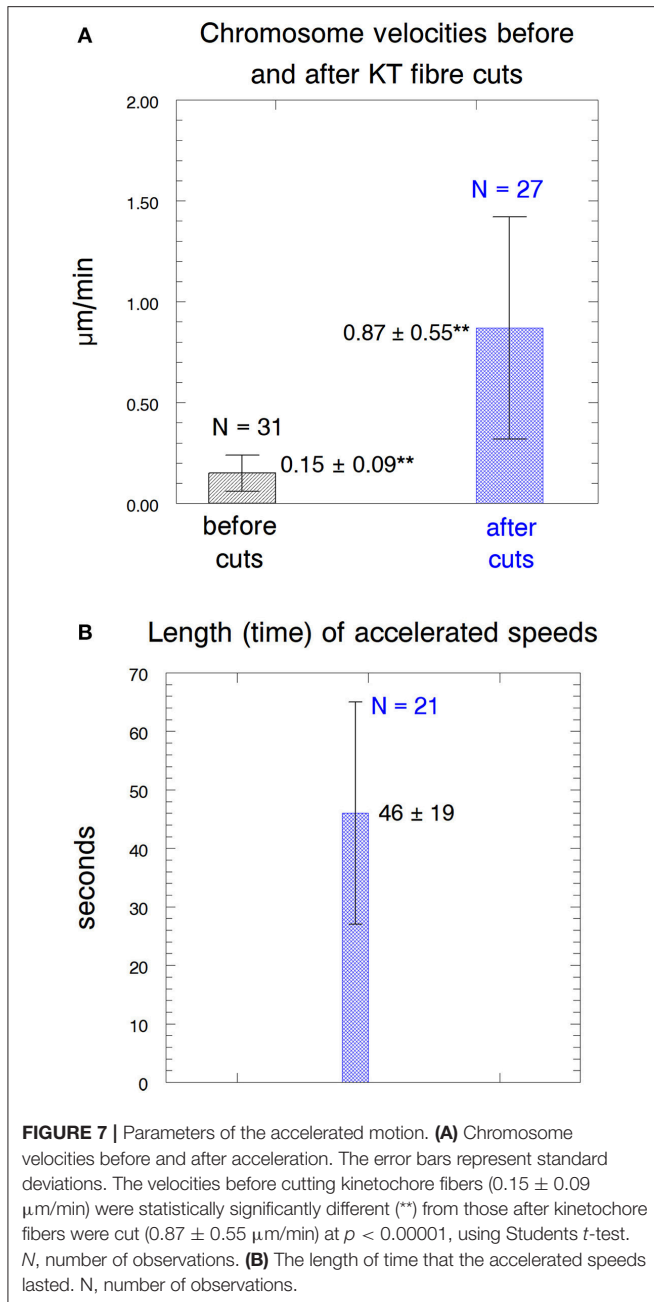 A
Chromosome velocities before
and after KT fibre cuts
2.00
1.50
1.00
0.50
0.00
µm/min
N = 27
0.87 ± 0.55**
N = 31
0.15 ± 0.09**
before
cuts
after
cuts
B
Length (time) of accelerated speeds
70
60
50
40
30
20
10
0
seconds
N = 21
46 ± 19
FIGURE 7 | Parameters of the accelerated motion. (A) Chromosome
velocities before and after acceleration. The error bars represent standard
deviations. The velocities before cutting kinetochore fibers (0.15 ± 0.09
µm/min) were statistically significantly different (**) from those after kinetochore
fibers were cut (0.87 ± 0.55 µm/min) at p < 0.00001, using Students t-test.
N, number of observations. (B) The length of time that the accelerated speeds
lasted. N, number of observations.